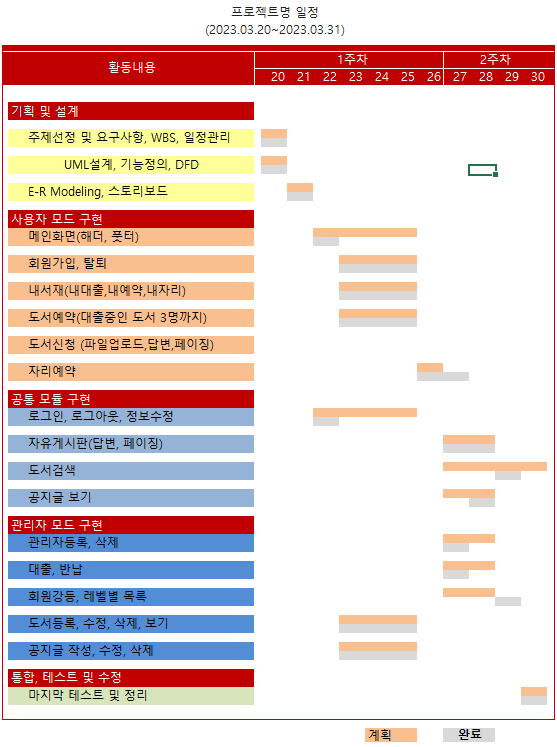 프로젝트명 일정
(2023.03.20~2023.03.31)
활동내용
1주차 2주차
20 21 22 23 24 25 26 27 28 29 30
기획 및 설계
주제선정 및 요구사항, WBS, 일정관리
UML설계, 기능정의, DFD
E-R Modeling, 스토리보드
사용자 모드 구현
메인화면(해더, 풋터)
회원가입, 탈퇴
내서재(내대출,내예약,내자리)
도서예약(대출중인 도서 3명까지)
도서신청 (파일업로드,답변,페이징)
자리예약
공통 모듈 구현
로그인, 로그아웃, 정보수정
자유게시판(답변, 페이징)
도서검색
공지글 보기
관리자 모드 구현
관리자등록, 삭제
대출, 반납
회원강등, 레벨별 목록
도서등록, 수정, 삭제, 보기
공지글 작성, 수정, 삭제
통합, 테스트 및 수정
마지막 테스트 및 정리
계획 완료